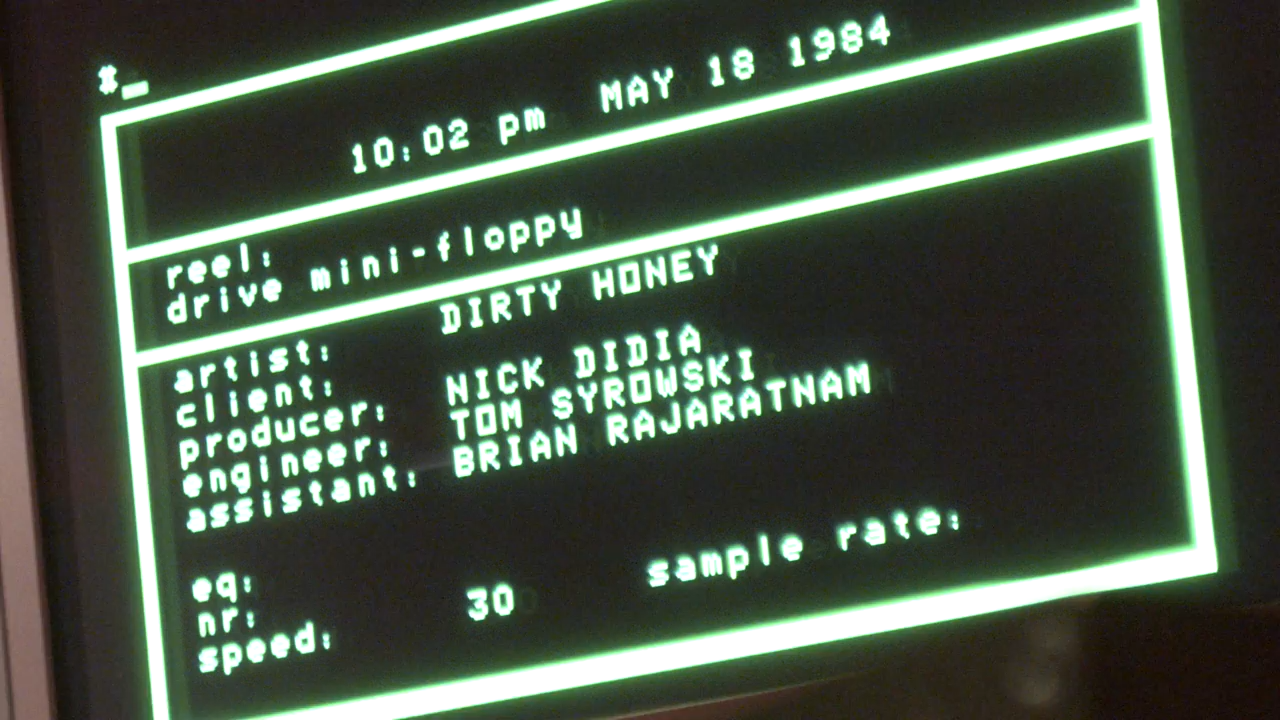 $_
10:02 pm MAY 18 1984
reel:
drive mini-floppy
artist: DIRTY HONEY
client:
producer: NICK DIDIA
engineer: TOM SYROWSKI
assistant: BRIAN RAJARATNAM
eq:
nr:
speed: 30 sample rate: